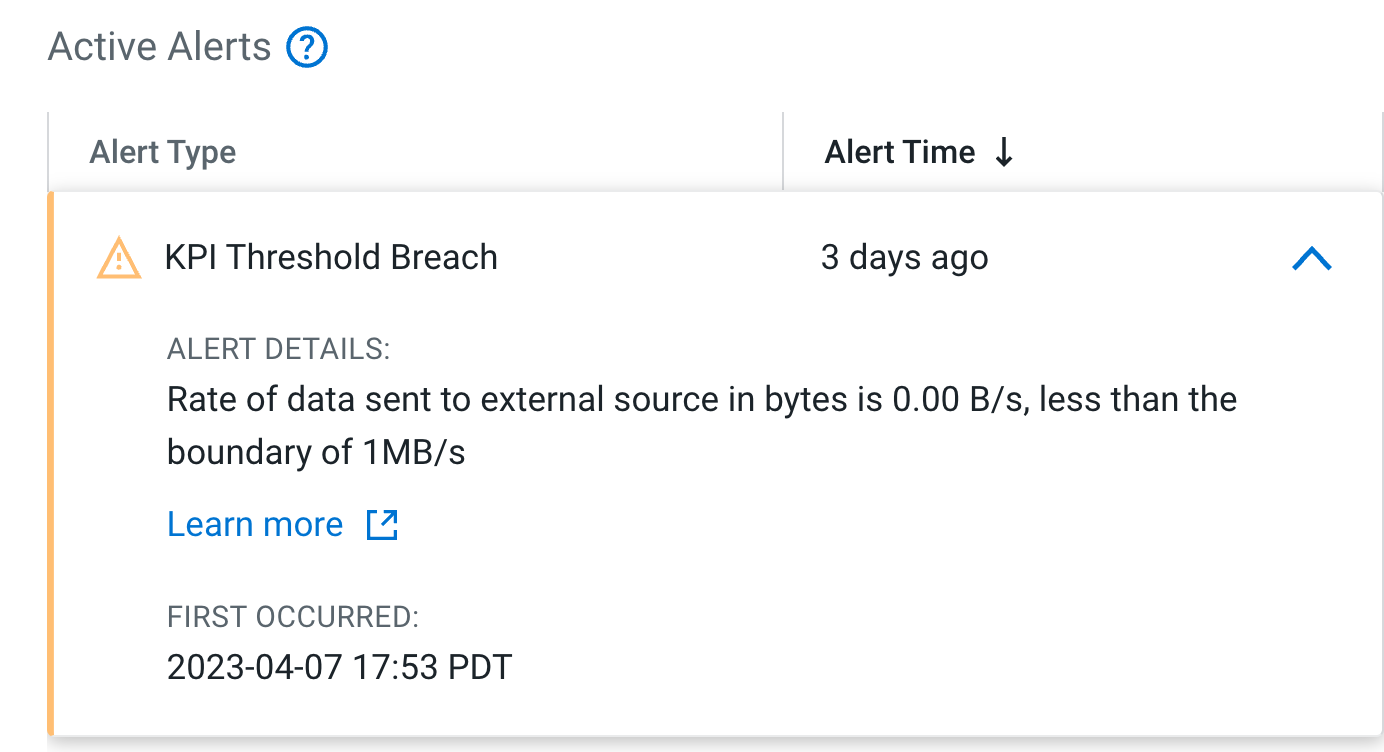 Active Alerts ?
Alert Type
Alert Time ↓
KPI Threshold Breach
3 days ago
ALERT DETAILS:
Rate of data sent to external source in bytes is 0.00 B/s, less than the
boundary of 1MB/s
Learn more
FIRST OCCURRED:
2023-04-07 17:53 PDT